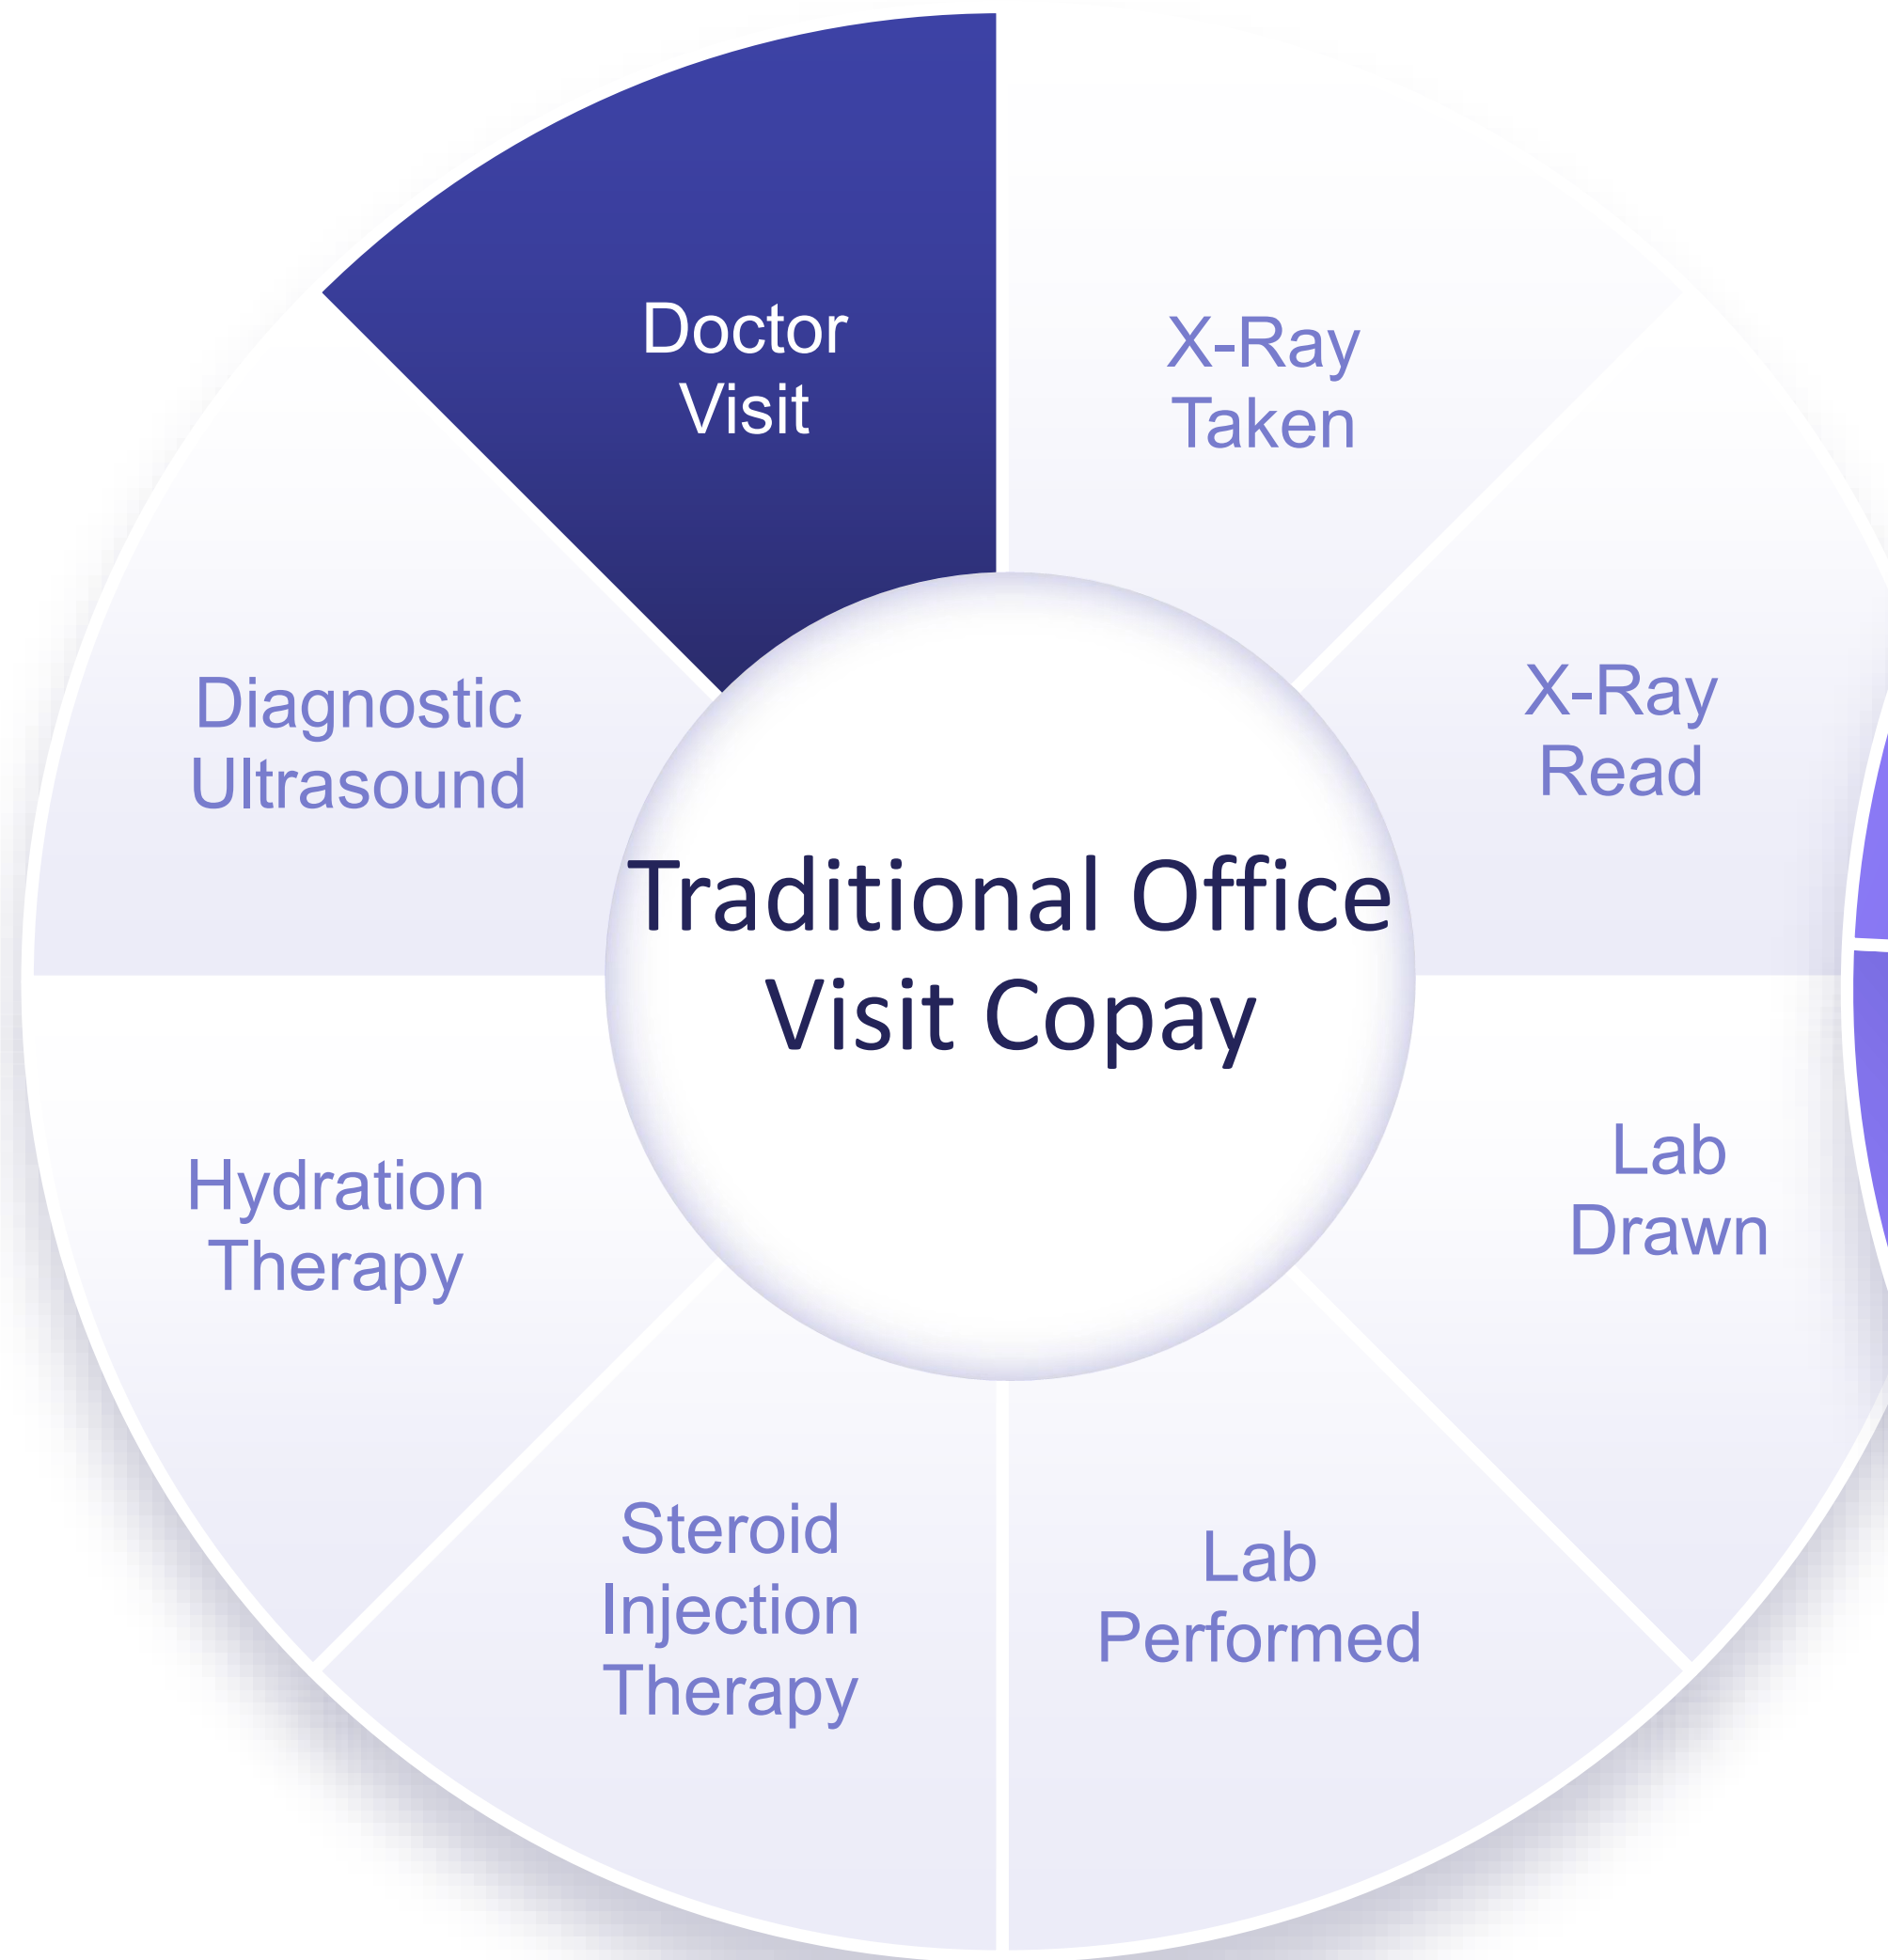 Doctor
Visit
X-Ray
Taken
X-Ray
Read
Lab
Drawn
Lab
Performed
Steroid
Injection
Therapy
Hydration
Therapy
Diagnostic
Ultrasound
Traditional Office
Visit Copay